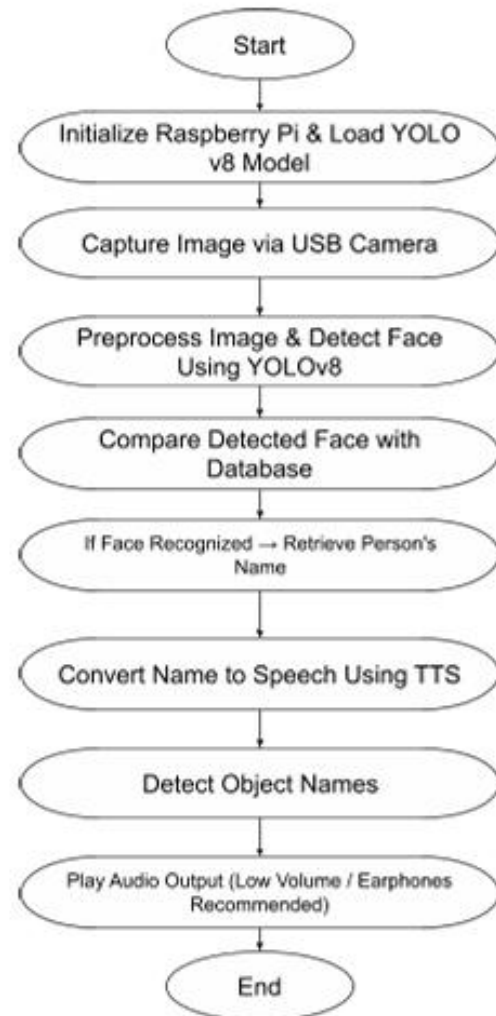 Start
Initialize Raspberry Pi & Load YOLO
v8 Model
Capture Image via USB Camera
Preprocess Image & Detect Face
Using YOLOv8
Compare Detected Face with
Database
If Face Recognized → Retrieve Person's
Name
Convert Name to Speech Using TTS
Detect Object Names
Play Audio Output (Low Volume / Earphones
Recommended)
End